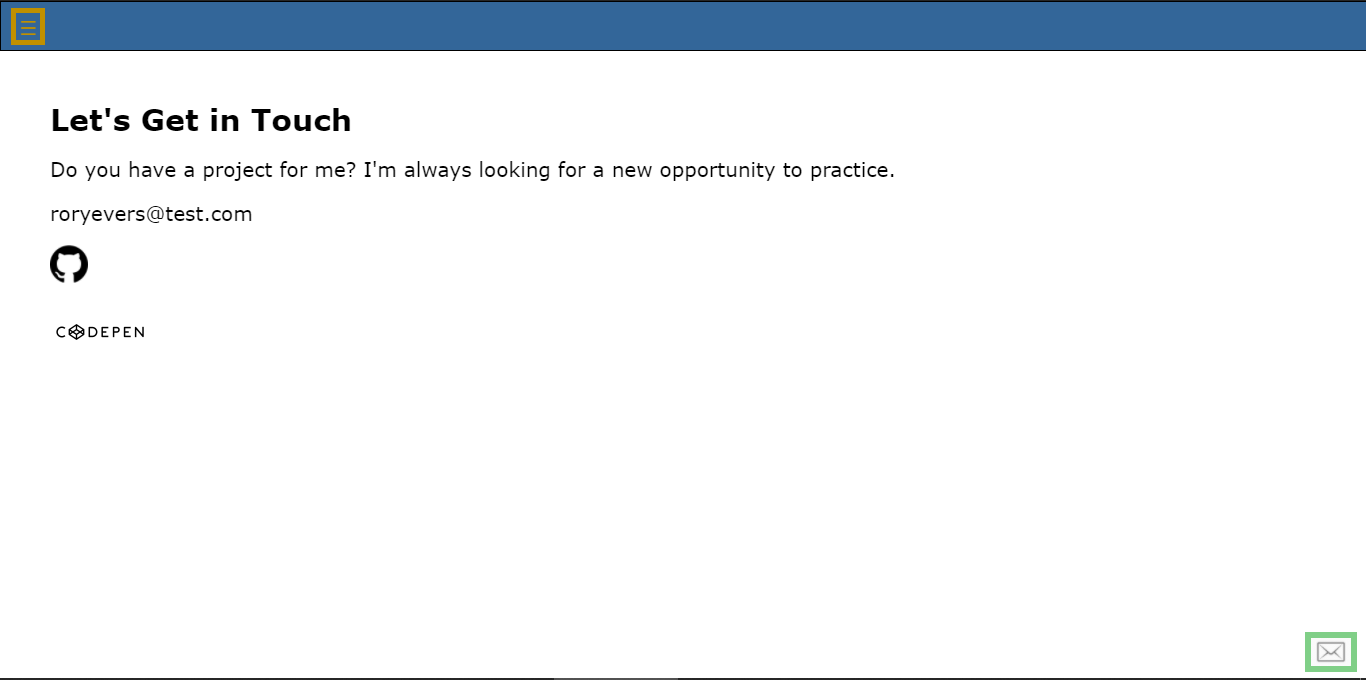 Let's Get in Touch
Do you have a project for me? I'm always looking for a new opportunity to practice.
roryevers@test.com
CODEPEN